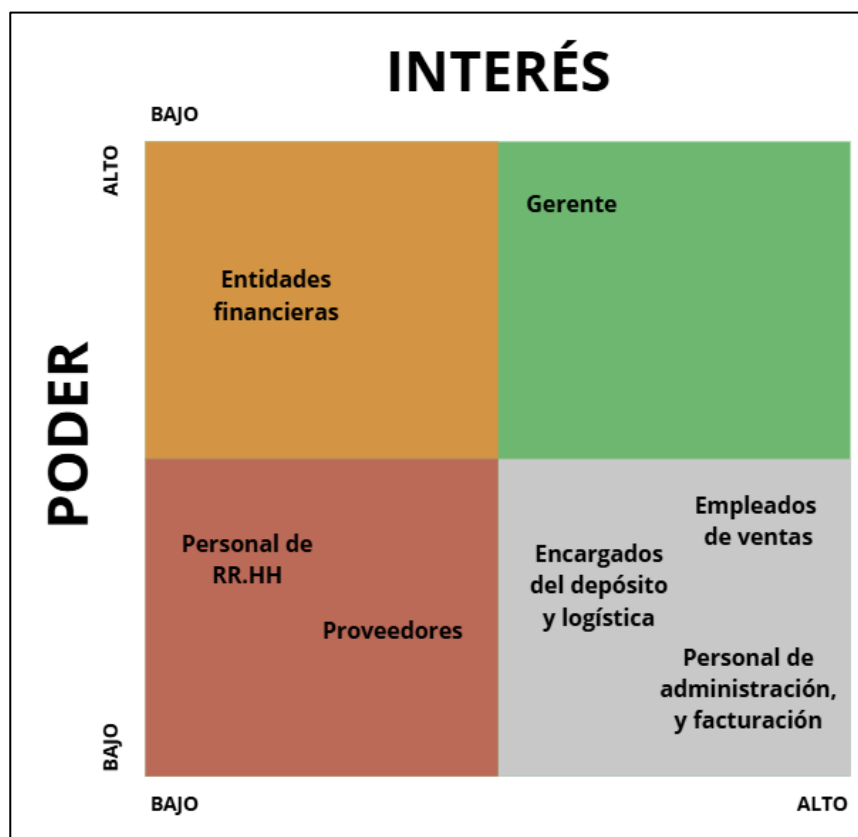 INTERÉS
BAJO
ALTO
Gerente
Entidades
financieras
PODER
Empleados
de ventas
Personal de
RR.HH
Encargados
del depósito
y logística
Proveedores
Personal de
administración,
y facturación
BAJO
BAJO
ALTO